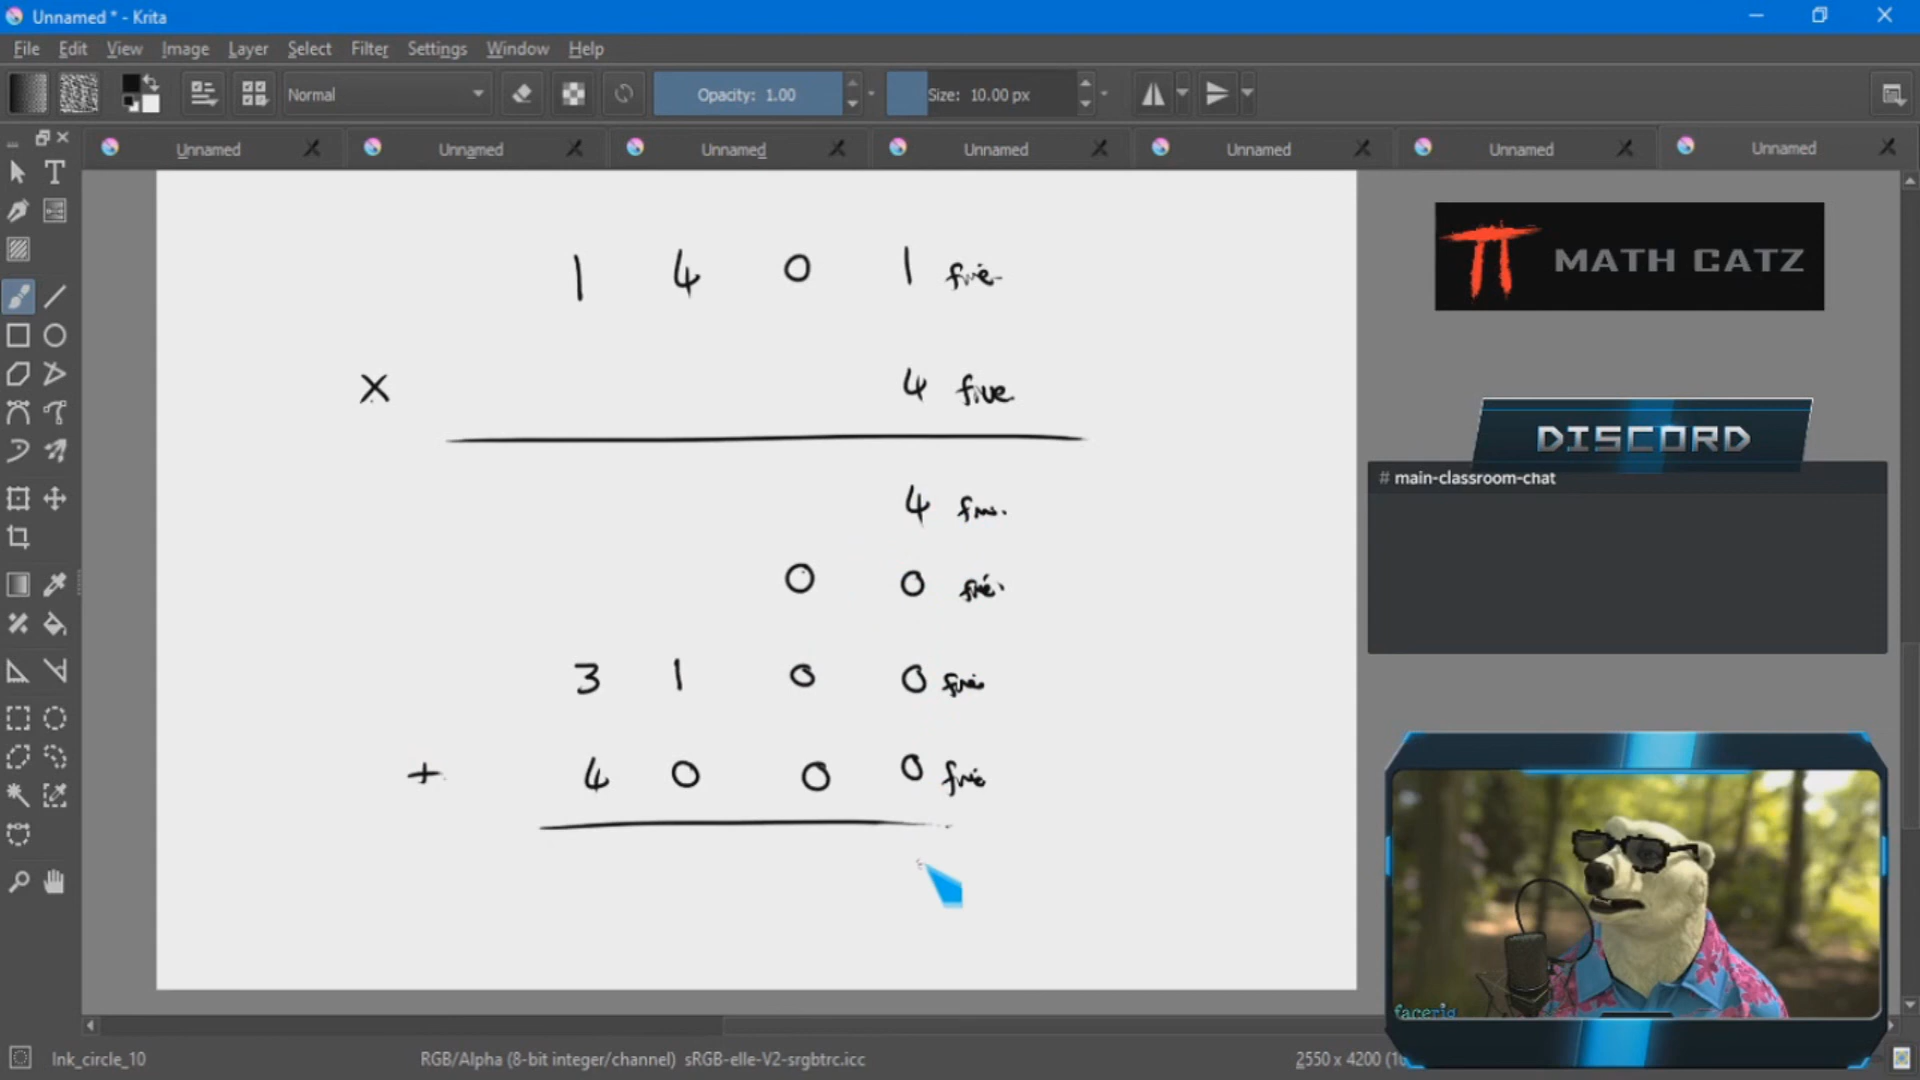 Unnamed * - Krita
File Edit View Image Layer Select Filter Settings Window Help
Normal Opacity: 1.00 Size: 10.00 px
Unnamed Unnamed Unnamed Unnamed Unnamed Unnamed Unnamed
1 4 0 1 five
π MATH CATZ
x 4 five
DISCORD
# main-classroom-chat
4 five
0 0 five
3 1 0 0 five
+ 4 0 0 0 five
facerig
Ink_circle_10 RGB/Alpha (8-bit integer/channel) sRGB-elle-V2-srgbtrc.icc 2550 x 4200